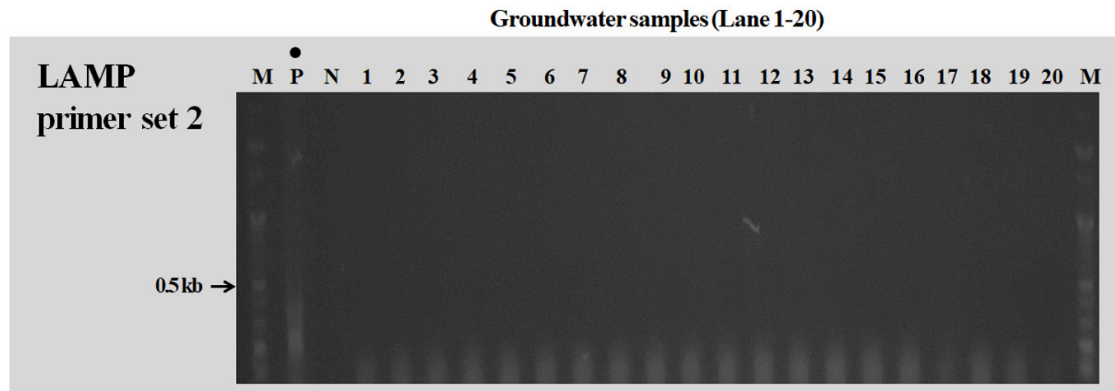 Groundwater samples (Lane 1-20)
LAMP
primer set 2
M P N 1 2 3 4 5 6 7 8 9 10 11 12 13 14 15 16 17 18 19 20 M
0.5 kb